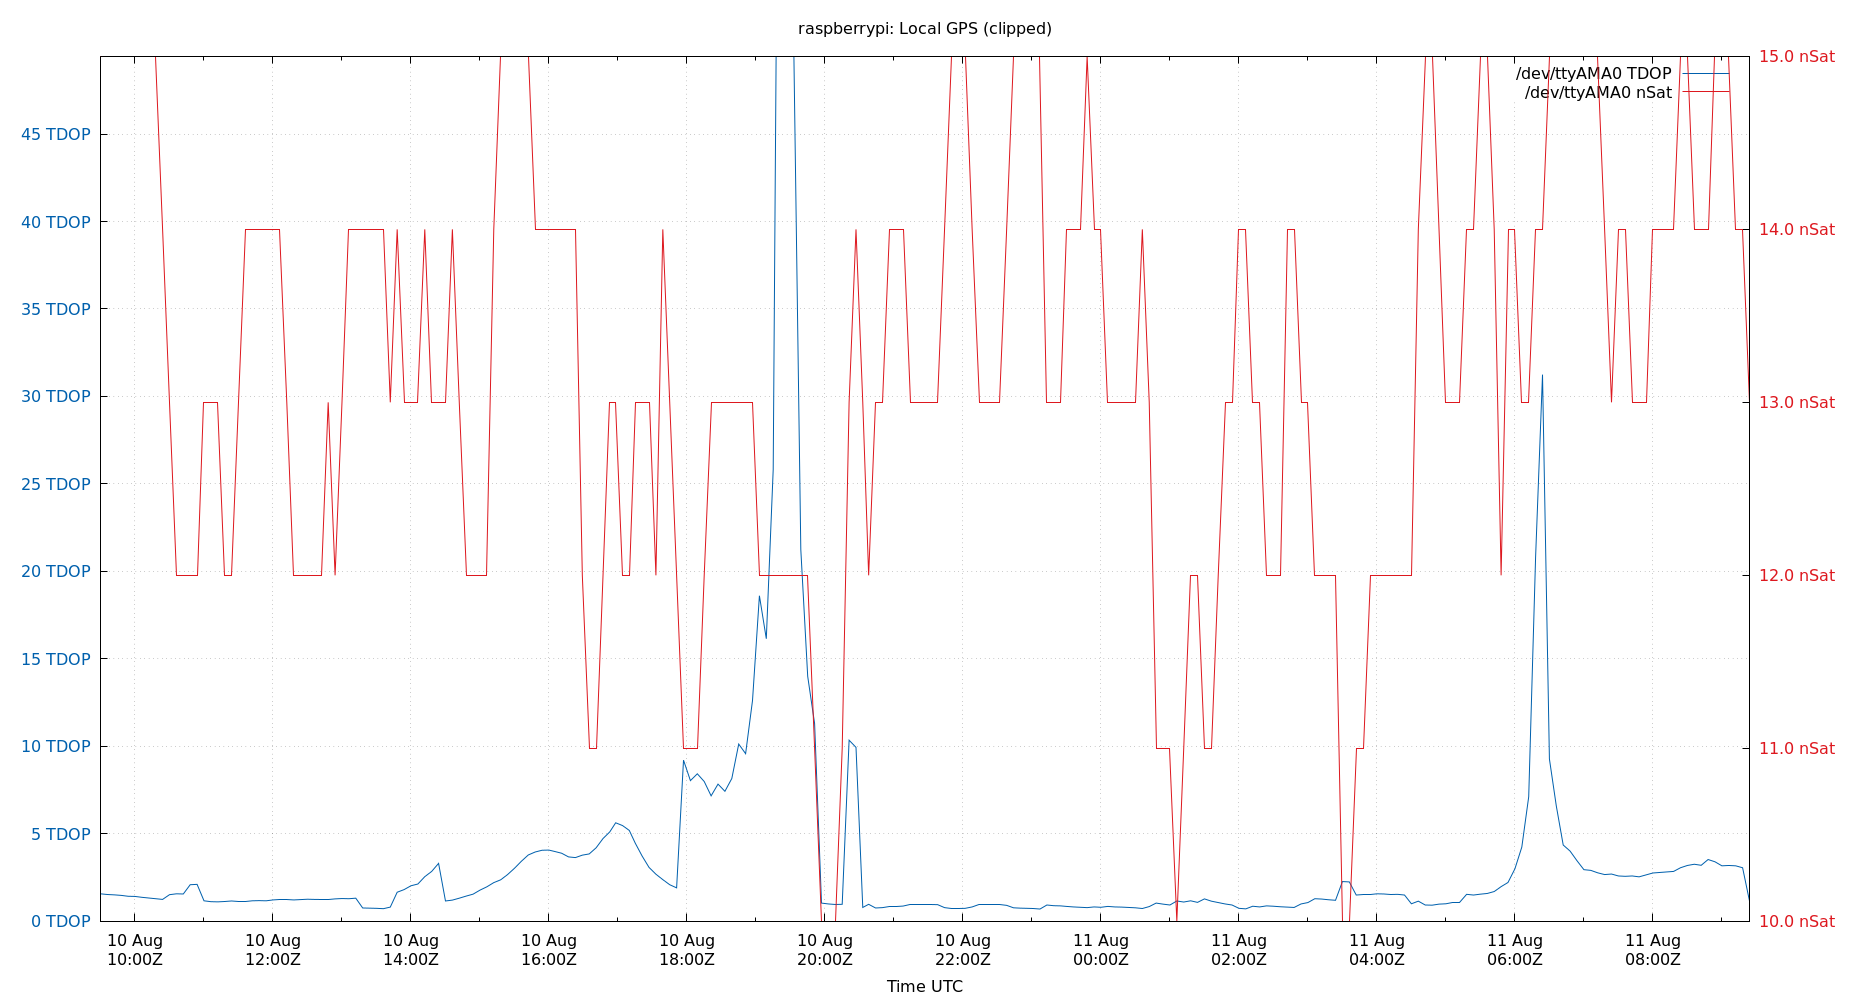 raspberrypi: Local GPS (clipped)
15.0 nSat
/dev/ttyAMA0 TDOP
/dev/ttyAMA0 nSat
45 TDOP
40 TDOP
14.0 nSat
35 TDOP
30 TDOP
13.0 nSat
25 TDOP
20 TDOP
12.0 nSat
15 TDOP
10 TDOP
11.0 nSat
5 TDOP
0 TDOP
10.0 nSat
10 Aug 10 Aug 10 Aug 10 Aug 10 Aug 10 Aug 10 Aug 11 Aug 11 Aug 11 Aug 11 Aug 11 Aug
10:00Z 12:00Z 14:00Z 16:00Z 18:00Z 20:00Z 22:00Z 00:00Z 02:00Z 04:00Z 06:00Z 08:00Z
Time UTC